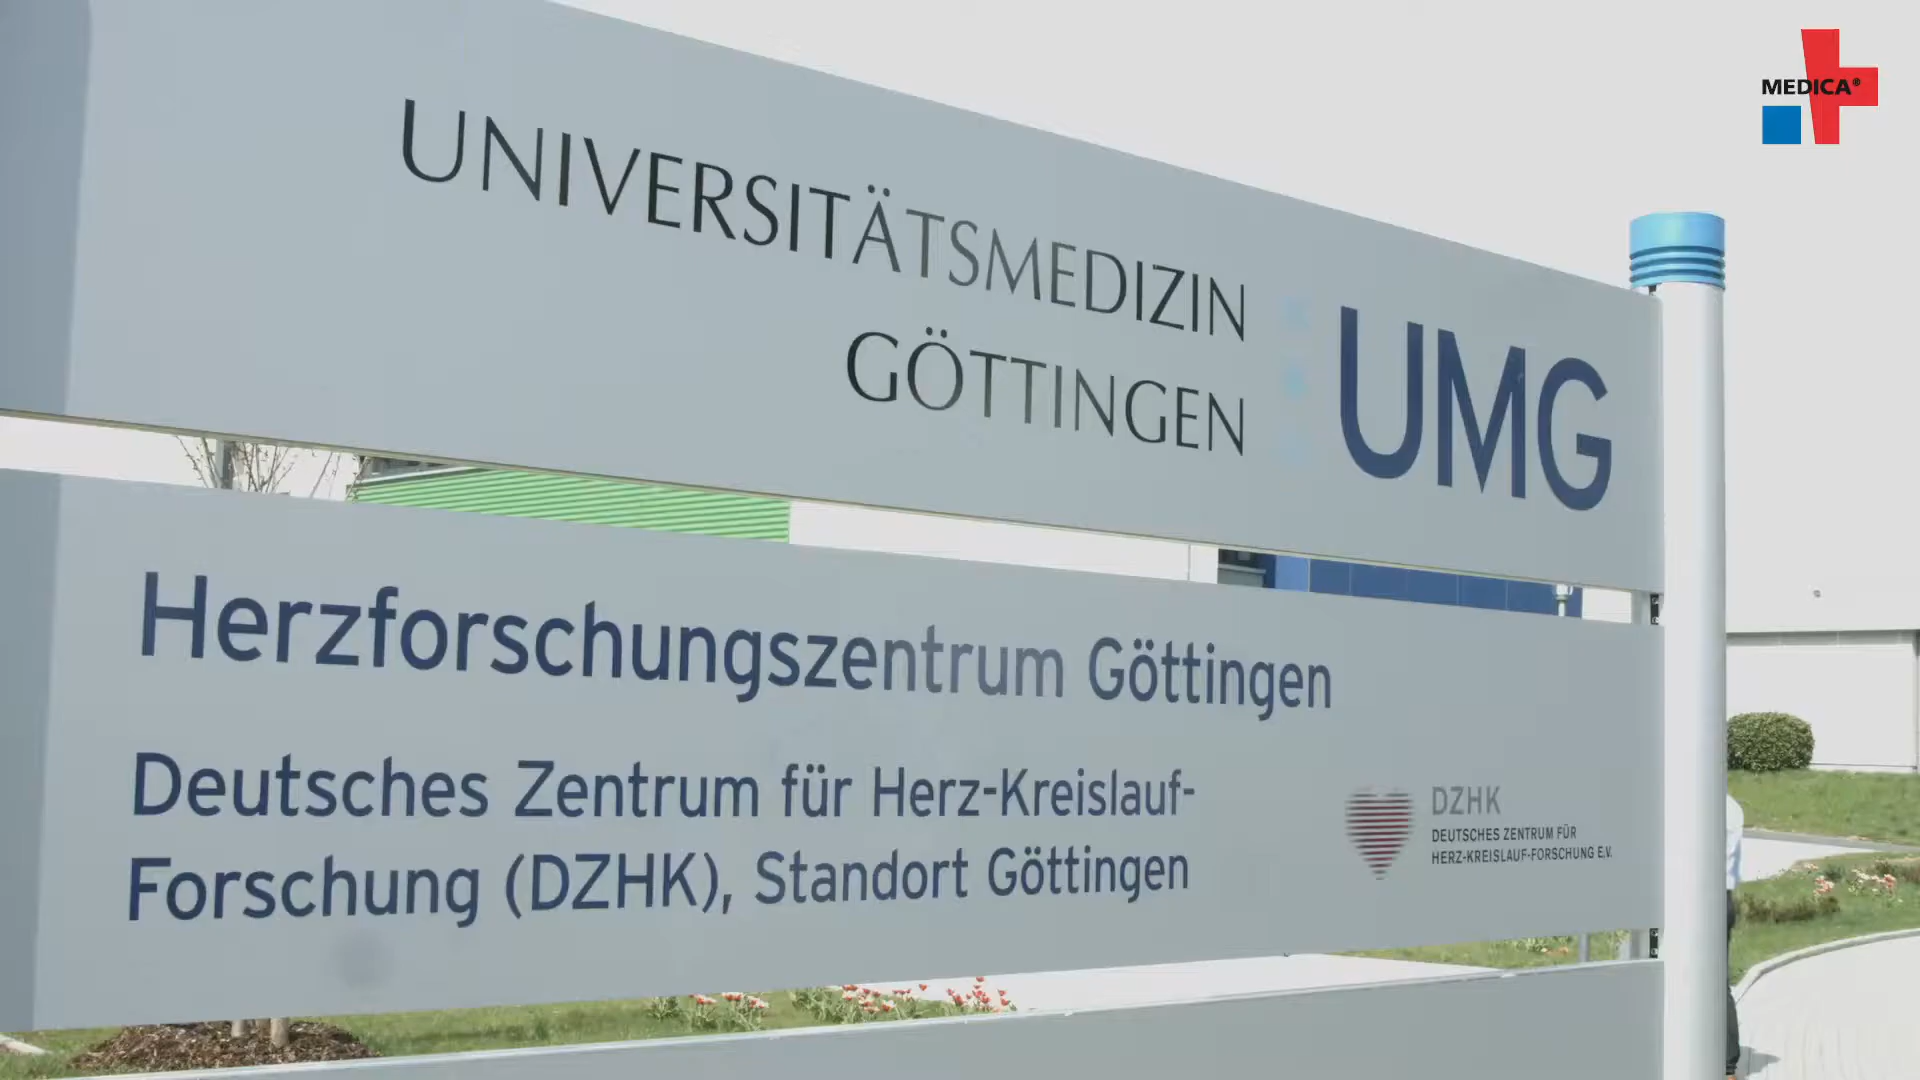 MEDICA®
UNIVERSITÄTSMEDIZIN
GÖTTINGEN
UMG
Herzforschungszentrum Göttingen
Deutsches Zentrum für Herz-Kreislauf-
Forschung (DZHK), Standort Göttingen
DZHK
DEUTSCHES ZENTRUM FÜR
HERZ-KREISLAUF-FORSCHUNG E.V.